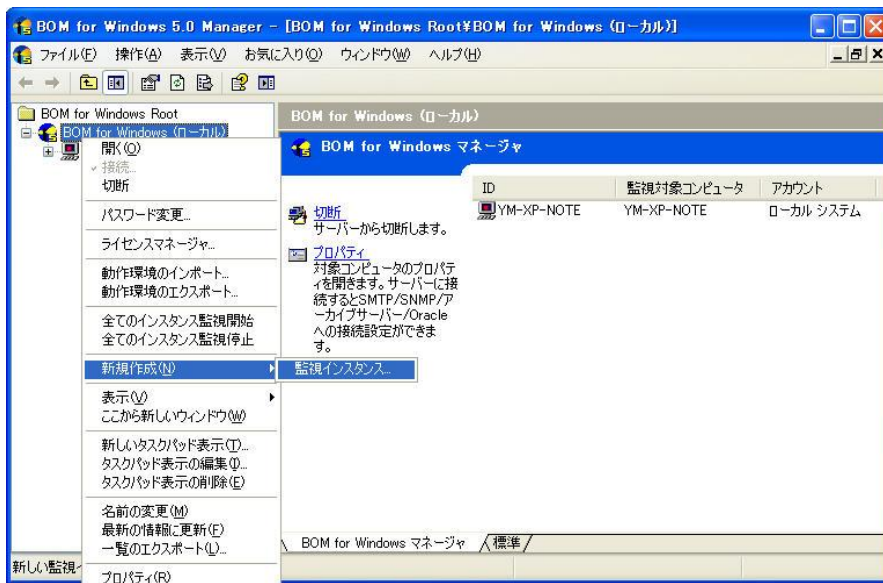 BOM for Windows 5.0 Manager - [BOM for Windows Root¥BOM for Windows (ローカル)]
ファイル(F) 操作(A) 表示(V) お気に入り(O) ウィンドウ(W) ヘルプ(H)
BOM for Windows Root
BOM for Windows (ローカル)
開く(O)
接続...
切断
パスワード変更...
ライセンスマネージャ...
動作環境のインポート...
動作環境のエクスポート...
全てのインスタンス監視開始
全てのインスタンス監視停止
新規作成(N)
監視インスタンス...
表示(V)
ここから新しいウィンドウ(W)
新しいタスクパッド表示(T)...
タスクパッド表示の編集(I)...
タスクパッド表示の削除(E)
名前の変更(M)
最新の情報に更新(F)
一覧のエクスポート(L)...
プロパティ(R)
BOM for Windows (ローカル)
BOM for Windows マネージャ
切断
サーバーから切断します。
プロパティ
対象コンピュータのプロパテ
ィを開きます。サーバーに接
続するとSMTP/SNMP/ア
ーカイブサーバー/Oracle
への接続設定ができま
す。
ID 監視対象コンピュータ アカウント
YM-XP-NOTE YM-XP-NOTE ローカル システム
BOM for Windows マネージャ 標準
新しい監視